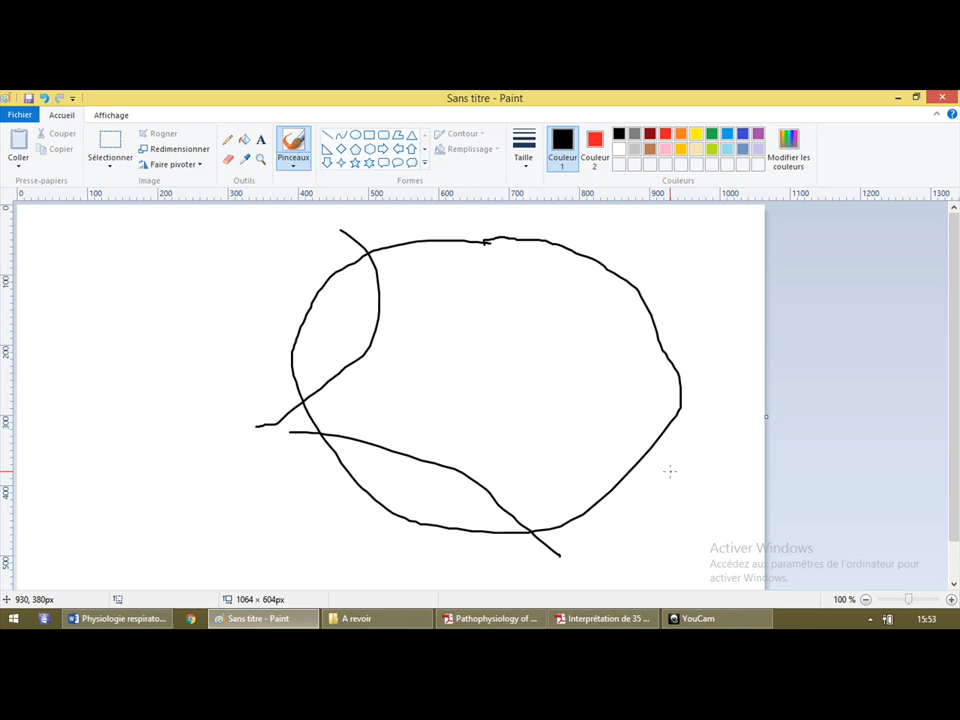 Sans titre - Paint
Fichier Accueil Affichage
Coller
Presse-papiers
Couper
Copier
Sélectionner
Rogner
Redimensionner
Faire pivoter
Image
Outils
Pinceaux
Formes
Contour
Remplissage
Taille
Couleur 1
Couleur 2
Modifier les couleurs
Couleurs
0 100 200 300 400 500 600 700 800 900 1000 1100 1200 1300
0
100
200
300
400
500
Activer Windows
Accédez aux paramètres de l'ordinateur pour
activer Windows.
930, 380px 1064 × 604px 100 %
Physiologie respirato... Sans titre - Paint A revoir Pathophysiology of ... Interprétation de 35 ... YouCam 15:53